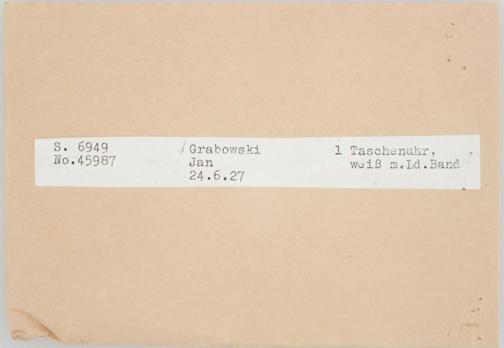 S. 6949
No.45987
Grabowski
Jan
24.6.27
1 Taschenuhr,
weiß m.Ld.Band